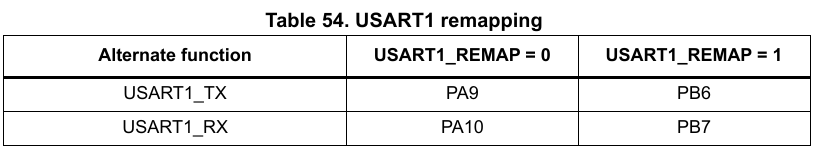 Table 54. USART1 remapping
Alternate function USART1_REMAP = 0 USART1_REMAP = 1
USART1_TX PA9 PB6
USART1_RX PA10 PB7